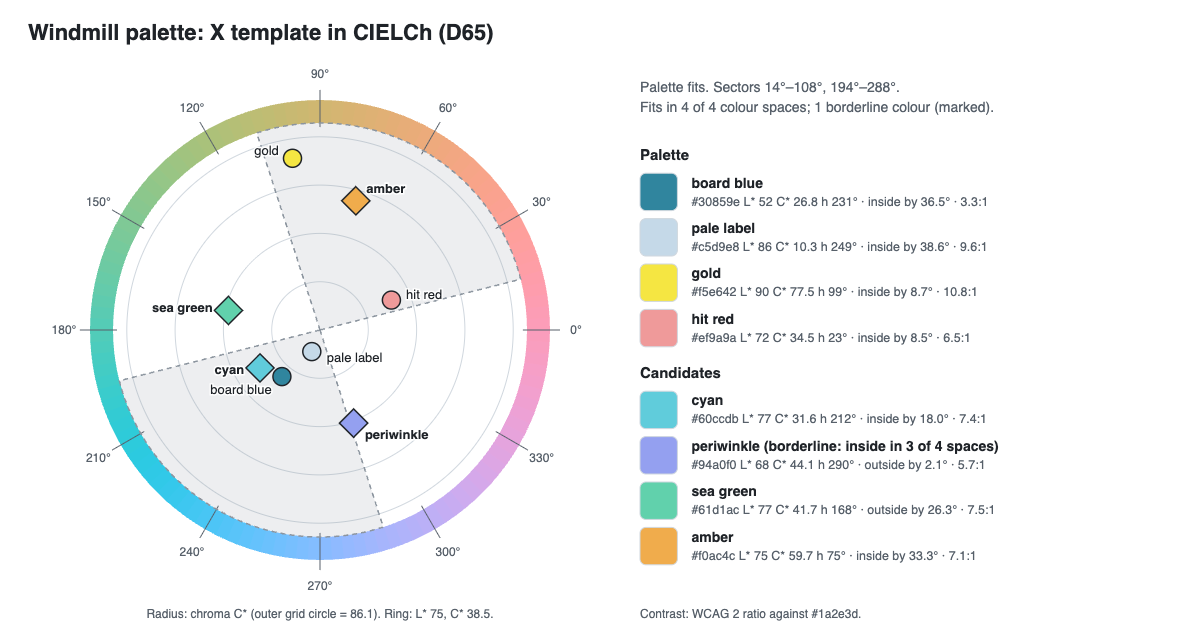 Windmill palette: X template in CIELCh (D65)
90°
120°
60°
150°
30°
180°
0°
210°
330°
240°
300°
270°
gold
amber
hit red
sea green
pale label
cyan
board blue
periwinkle
Radius: chroma C* (outer grid circle = 86.1). Ring: L* 75, C* 38.5.
Palette fits. Sectors 14°–108°, 194°–288°.
Fits in 4 of 4 colour spaces; 1 borderline colour (marked).
Palette
board blue
#30859e L* 52 C* 26.8 h 231° · inside by 36.5° · 3.3:1
pale label
#c5d9e8 L* 86 C* 10.3 h 249° · inside by 38.6° · 9.6:1
gold
#f5e642 L* 90 C* 77.5 h 99° · inside by 8.7° · 10.8:1
hit red
#ef9a9a L* 72 C* 34.5 h 23° · inside by 8.5° · 6.5:1
Candidates
cyan
#60ccdb L* 77 C* 31.6 h 212° · inside by 18.0° · 7.4:1
periwinkle (borderline: inside in 3 of 4 spaces)
#94a0f0 L* 68 C* 44.1 h 290° · outside by 2.1° · 5.7:1
sea green
#61d1ac L* 77 C* 41.7 h 168° · outside by 26.3° · 7.5:1
amber
#f0ac4c L* 75 C* 59.7 h 75° · inside by 33.3° · 7.1:1
Contrast: WCAG 2 ratio against #1a2e3d.